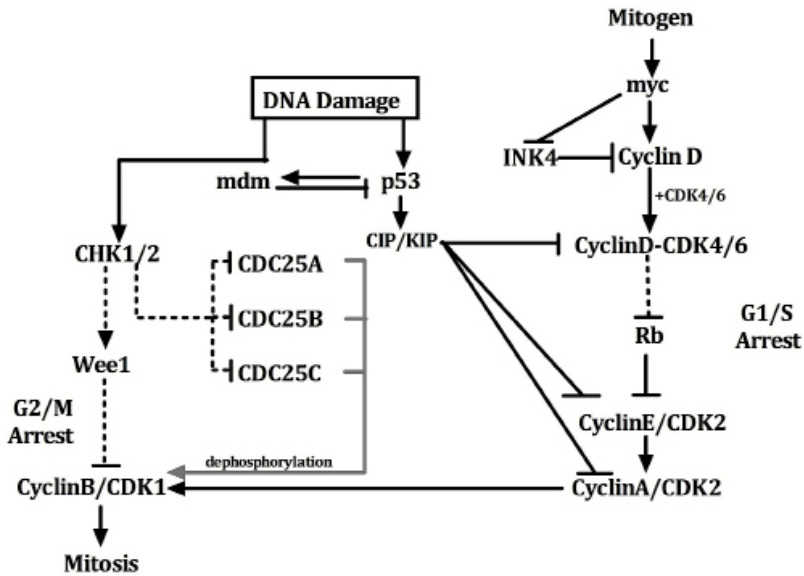 Mitogen
myc
DNA Damage
INK4
Cyclin D
mdm
p53
+CDK4/6
CIP/KIP
CyclinD-CDK4/6
CHK1/2
CDC25A
CDC25B
G1/S
Arrest
Rb
Wee1
CDC25C
G2/M
Arrest
CyclinE/CDK2
dephosphorylation
CyclinB/CDK1
CyclinA/CDK2
Mitosis